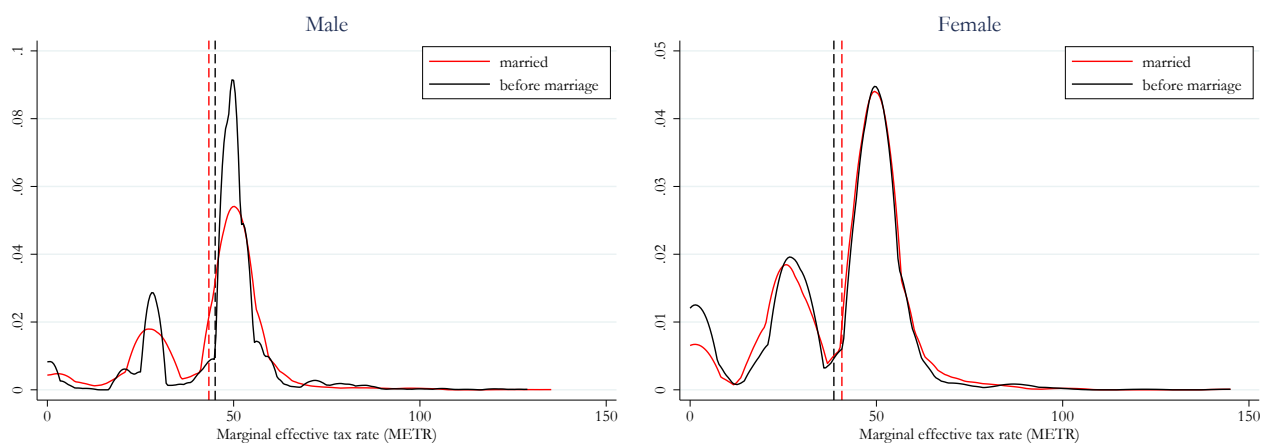 Male
.1
.08
.06
.04
.02
0
married
before marriage
0
50
100
150
Marginal effective tax rate (METR)
Female
.05
.04
.03
.02
.01
0
married
before marriage
0
50
100
150
Marginal effective tax rate (METR)